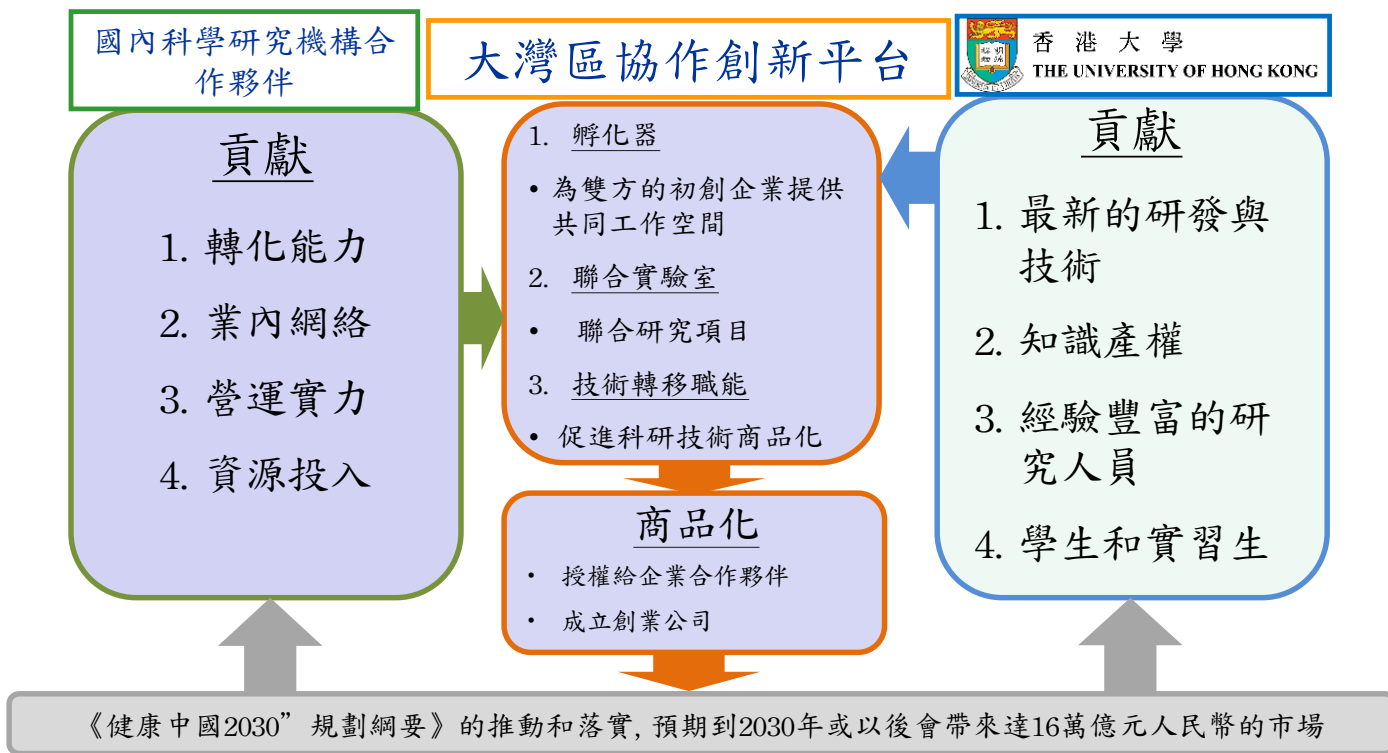 國內科學研究機構合
作夥伴
貢獻
1. 轉化能力
2. 業內網絡
3. 營運實力
4. 資源投入
大灣區協作創新平台
1. 孵化器
• 為雙方的初創企業提供
共同工作空間
2. 聯合實驗室
• 聯合研究項目
3. 技術轉移職能
• 促進科研技術商品化
商品化
• 授權給企業合作夥伴
• 成立創業公司
香港大學
THE UNIVERSITY OF HONG KONG
貢獻
1. 最新的研發與
技術
2. 知識產權
3. 經驗豐富的研
究人員
4. 學生和實習生
《健康中國2030”規劃綱要》的推動和落實, 預期到2030年或以後會帶來達16萬億元人民幣的市場